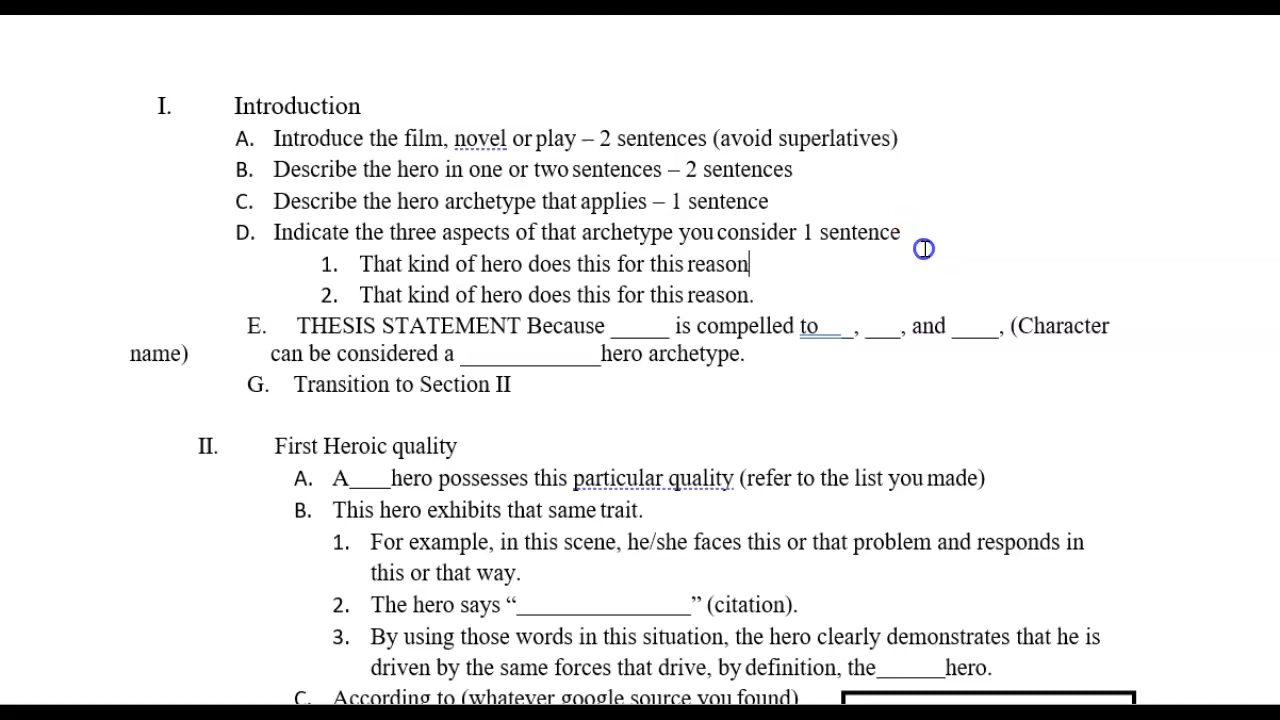 I. Introduction
A. Introduce the film, novel or play – 2 sentences (avoid superlatives)
B. Describe the hero in one or two sentences – 2 sentences
C. Describe the hero archetype that applies – 1 sentence
D. Indicate the three aspects of that archetype you consider 1 sentence
1. That kind of hero does this for this reason
2. That kind of hero does this for this reason.
E. THESIS STATEMENT Because _____ is compelled to___, ___, and ____, (Character
name) can be considered a ____________hero archetype.
G. Transition to Section II
II. First Heroic quality
A. A____hero possesses this particular quality (refer to the list you made)
B. This hero exhibits that same trait.
1. For example, in this scene, he/she faces this or that problem and responds in
this or that way.
2. The hero says “_______________” (citation).
3. By using those words in this situation, the hero clearly demonstrates that he is
driven by the same forces that drive, by definition, the______hero.
C. According to (whatever google source you found)